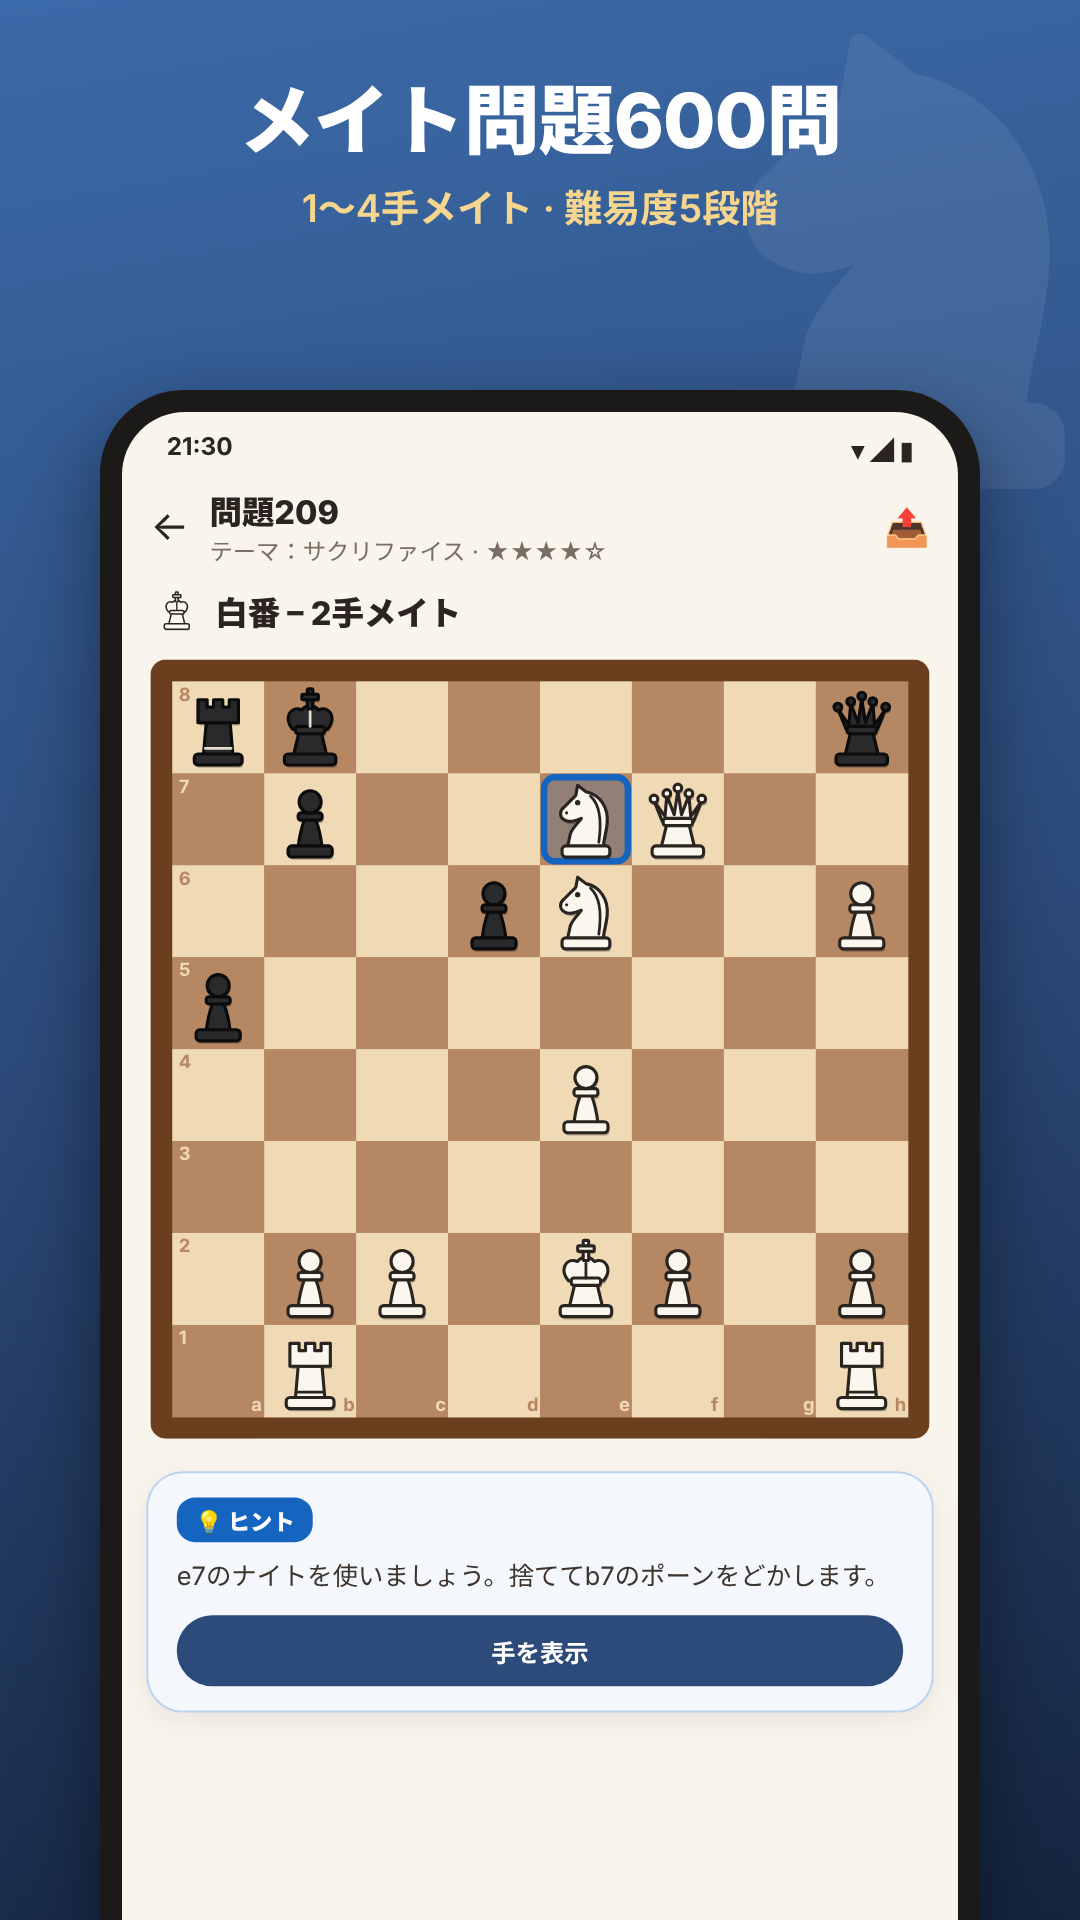 メイト問題600問
1〜4手メイト · 難易度5段階
21:30
問題209
テーマ：サクリファイス · ★★★★☆
白番 – 2手メイト
8
7
6
5
4
3
2
1
a b c d e f g h
💡 ヒント
e7のナイトを使いましょう。捨ててb7のポーンをどかします。
手を表示